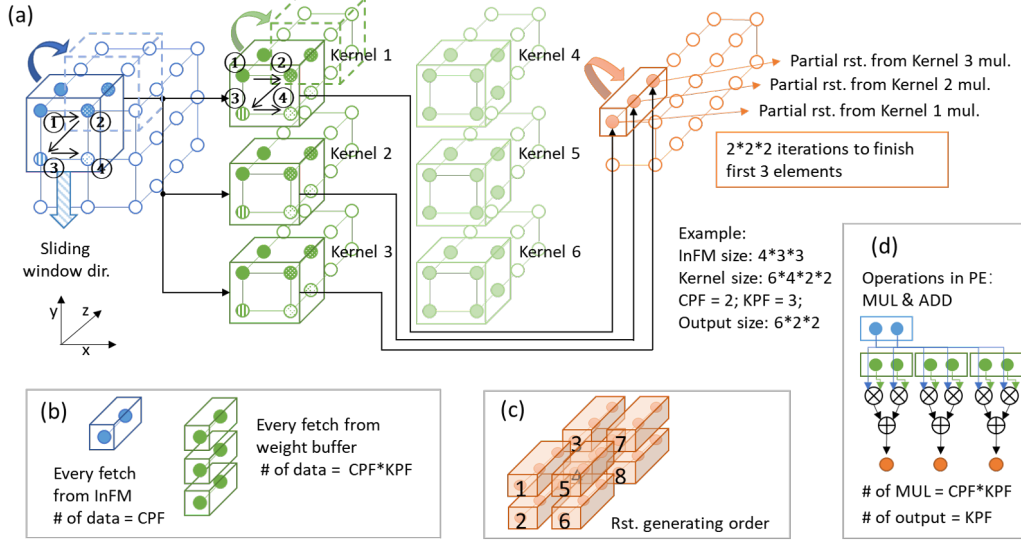 (a)
Kernel 1
Kernel 4
① ②
③ ④
① ②
③ ④
Kernel 2
Kernel 5
Kernel 3
Kernel 6
Partial rst. from Kernel 3 mul.
Partial rst. from Kernel 2 mul.
Partial rst. from Kernel 1 mul.
2*2*2 iterations to finish
first 3 elements
Sliding
window dir.
y
z
x
Example:
InFM size: 4*3*3
Kernel size: 6*4*2*2
CPF = 2; KPF = 3;
Output size: 6*2*2
(b)
Every fetch
from InFM
# of data = CPF
Every fetch from
weight buffer
# of data = CPF*KPF
(c)
3 7
4 8
1 5
2 6
Rst. generating order
(d)
Operations in PE:
MUL & ADD
# of MUL = CPF*KPF
# of output = KPF